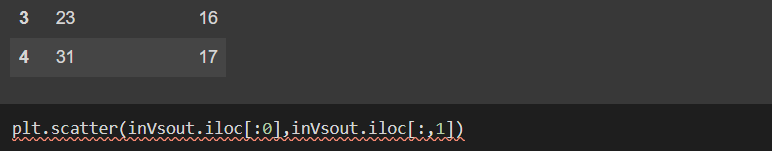 3 23 16
4 31 17
plt.scatter(inVsout.iloc[:0],inVsout.iloc[:,1])